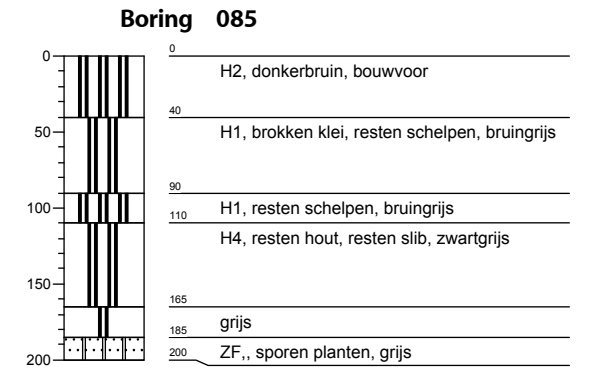 Boring 085
0
0
H2, donkerbruin, bouwvoor
40
50
H1, brokken klei, resten schelpen, bruingrijs
90
100
H1, resten schelpen, bruingrijs
110
H4, resten hout, resten slib, zwartgrijs
150
165
grijs
185
200
200
ZF,, sporen planten, grijs